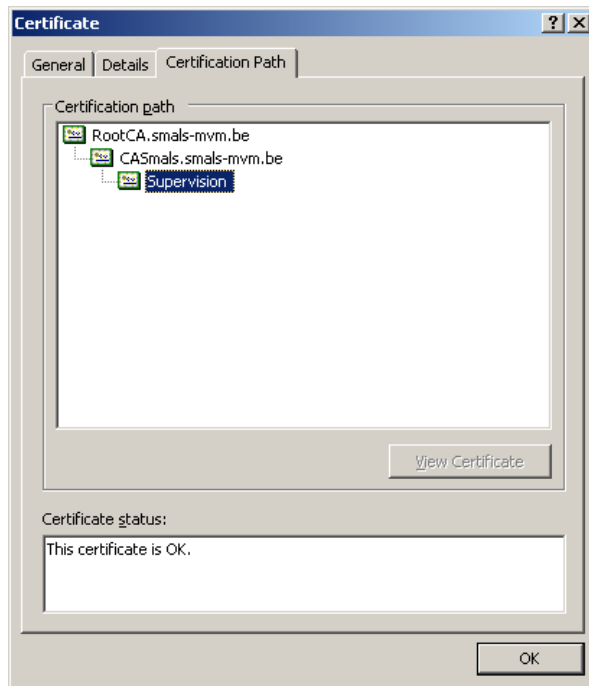 Certificate
General
Details
Certification Path
Certification path
RootCA.smals-mvm.be
CASmals.smals-mvm.be
Supervision
View Certificate
Certificate status:
This certificate is OK.
OK